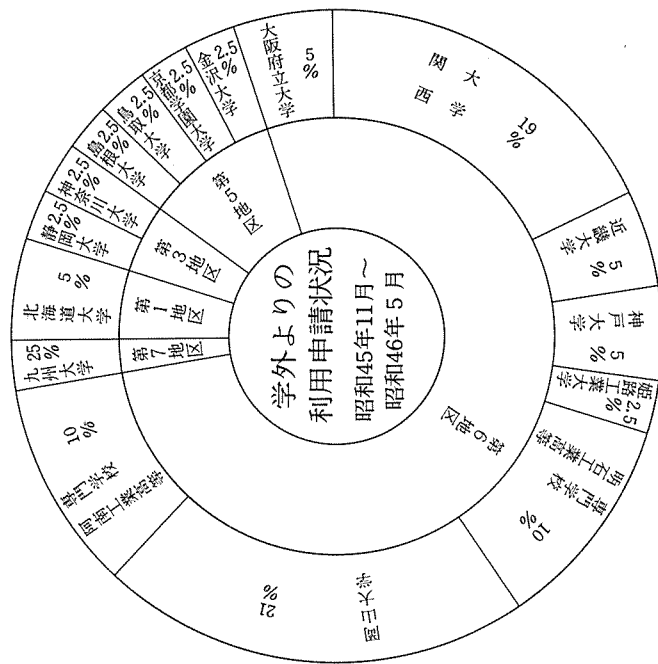 学外よりの
利用申請状況
昭和45年11月～
昭和46年5月
第6地区
第7地区
第1地区
第3地区
第5地区
関西大学
19%
近畿大学
5%
神戸大学
5%
姫路工業大学
2.5%
明石工業高等
専門学校
10%
岡山大学
21%
阿南工業高等
専門学校
10%
九州大学
25%
北海道大学
5%
静岡大学
2.5%
神奈川大学
2.5%
島根大学
2.5%
鳥取大学
2.5%
京都学園大学
2.5%
金沢大学
2.5%
大阪府立大学
5%